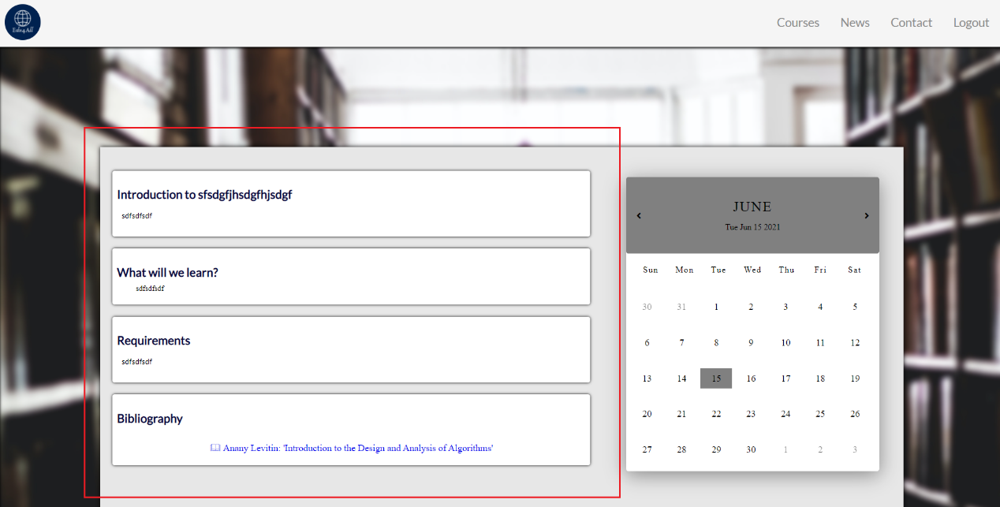 Edu4All
Courses News Contact Logout
Introduction to sfsdgfjhsdgfhjsdgf
sdfsdfsdf
What will we learn?
sdfsdfsdf
Requirements
sdfsdfsdf
Bibliography
Anany Levitin: 'Introduction to the Design and Analysis of Algorithms'
JUNE
Tue Jun 15 2021
Sun Mon Tue Wed Thu Fri Sat
30 31 1 2 3 4 5
6 7 8 9 10 11 12
13 14 15 16 17 18 19
20 21 22 23 24 25 26
27 28 29 30 1 2 3